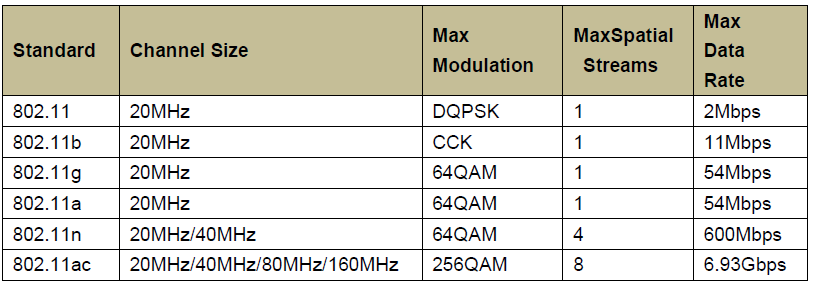 Standard Channel Size Max Modulation MaxSpatial Streams Max Data Rate
802.11 20MHz DQPSK 1 2Mbps
802.11b 20MHz CCK 1 11Mbps
802.11g 20MHz 64QAM 1 54Mbps
802.11a 20MHz 64QAM 1 54Mbps
802.11n 20MHz/40MHz 64QAM 4 600Mbps
802.11ac 20MHz/40MHz/80MHz/160MHz 256QAM 8 6.93Gbps